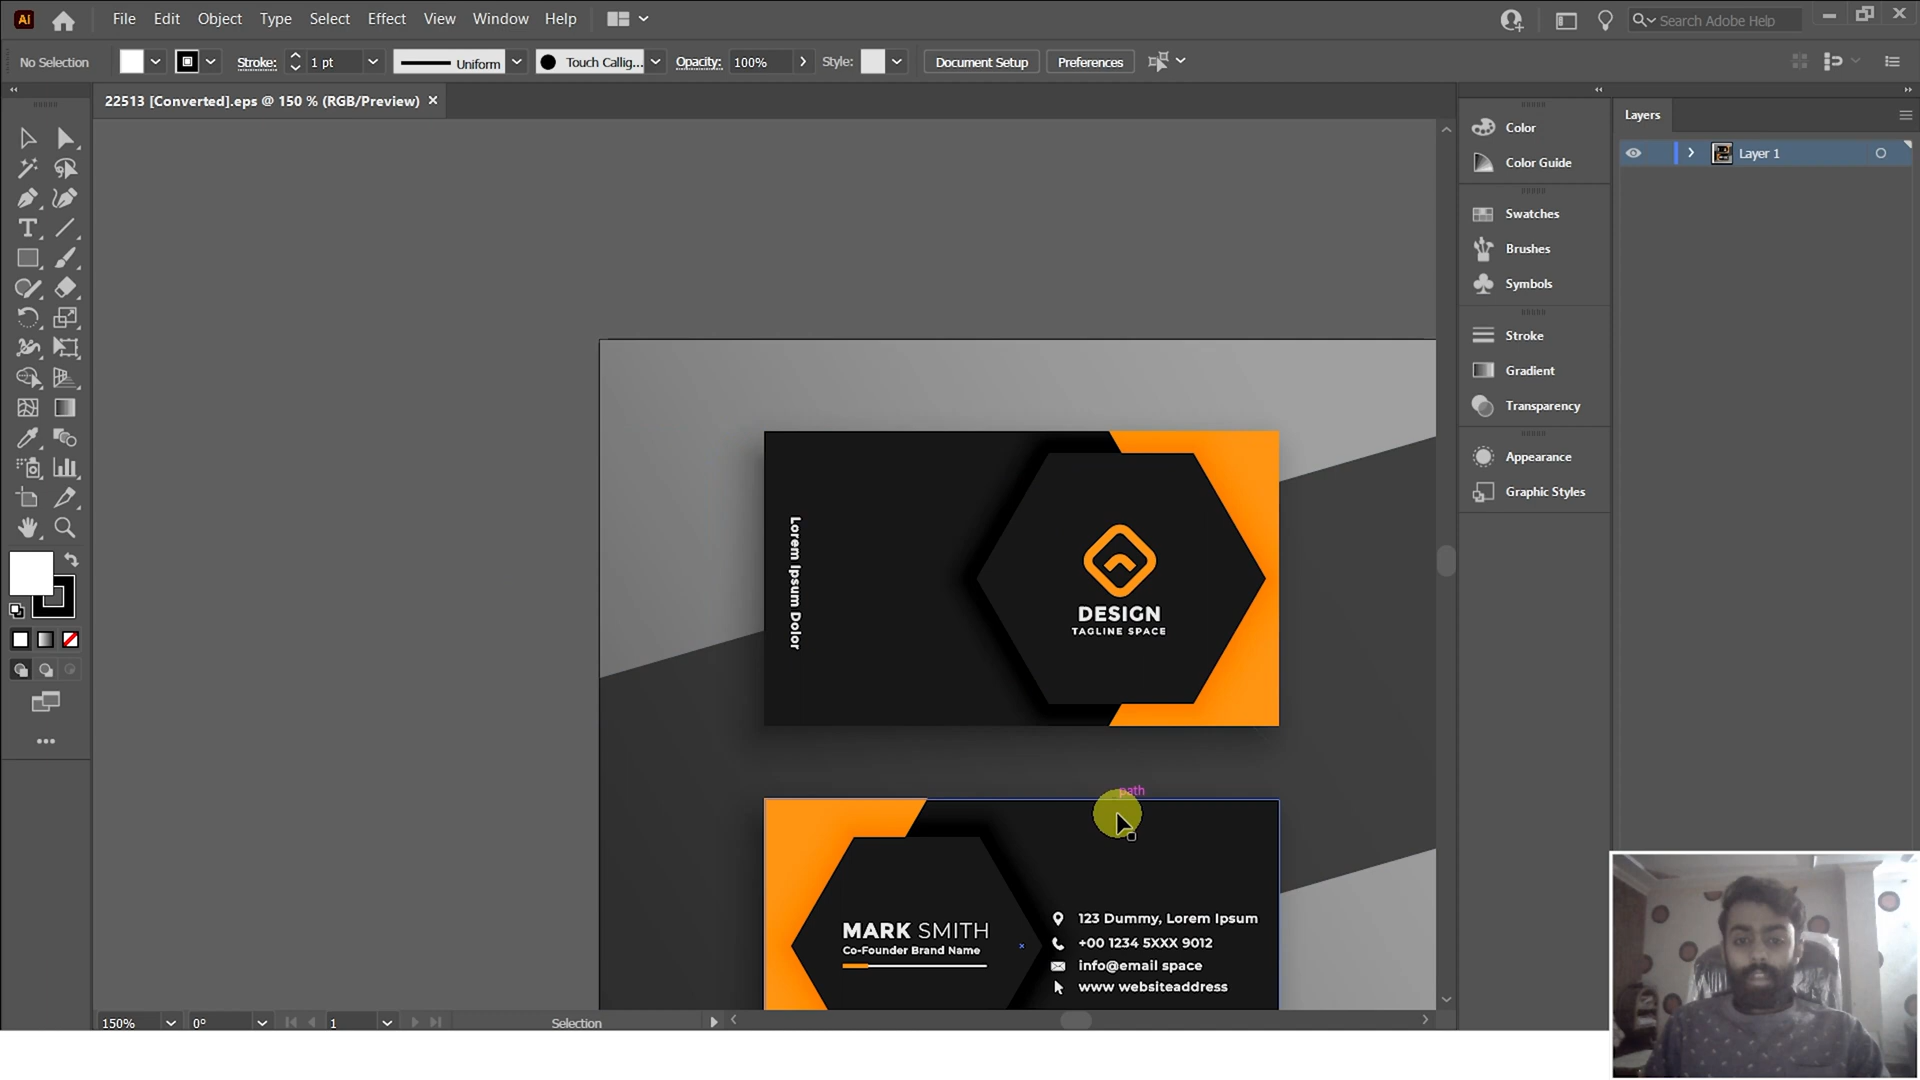 Ai File Edit Object Type Select Effect View Window Help Search Adobe Help
No Selection Stroke: 1 pt Uniform Touch Callig... Opacity: 100% Style: Document Setup Preferences
22513 [Converted].eps @ 150 % (RGB/Preview)
Layers
Layer 1
Color
Color Guide
Swatches
Brushes
Symbols
Stroke
Gradient
Transparency
Appearance
Graphic Styles
Lorem Ipsum Dolor
DESIGN
TAGLINE SPACE
path
MARK SMITH
Co-Founder Brand Name
123 Dummy, Lorem Ipsum
+00 1234 5XXX 9012
info@email space
www websiteaddress
150% 0° 1 Selection